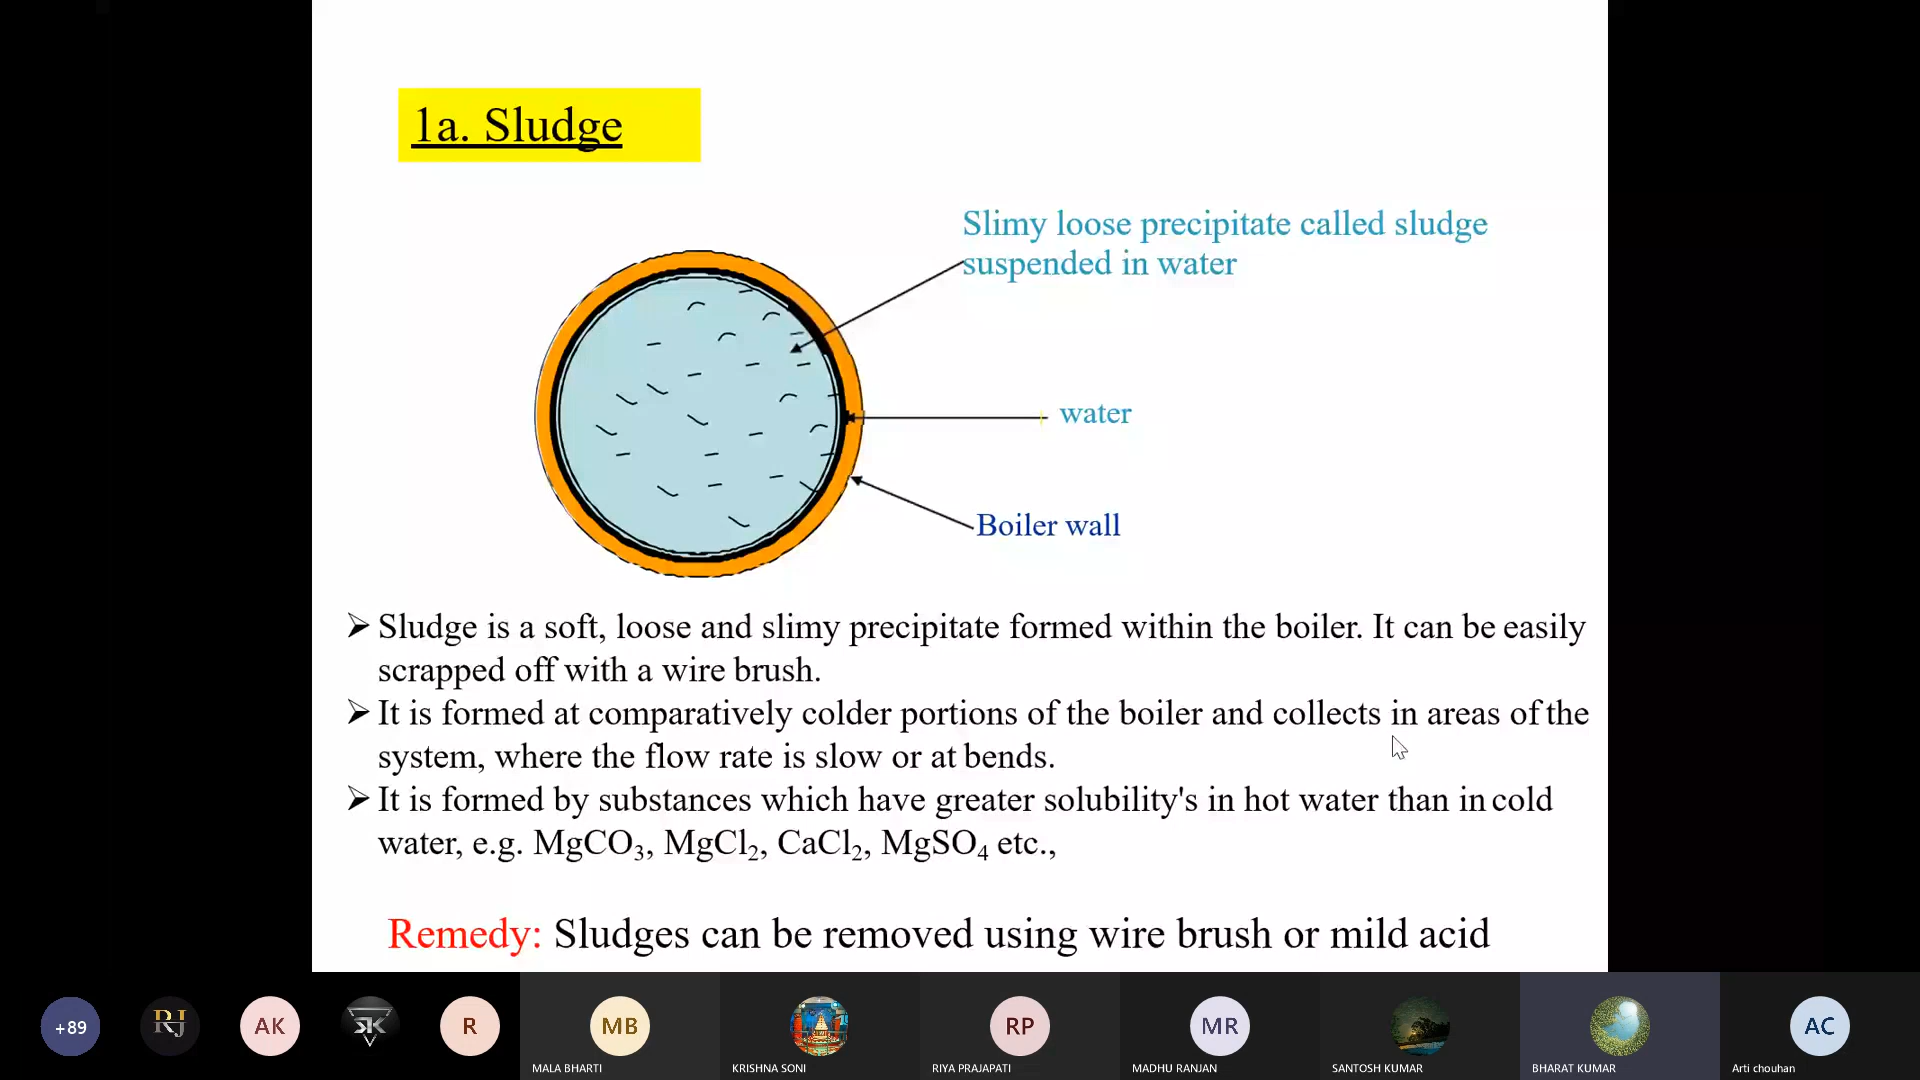 1a. Sludge
Slimy loose precipitate called sludge
suspended in water
water
Boiler wall
➢ Sludge is a soft, loose and slimy precipitate formed within the boiler. It can be easily
scrapped off with a wire brush.
➢ It is formed at comparatively colder portions of the boiler and collects in areas of the
system, where the flow rate is slow or at bends.
➢ It is formed by substances which have greater solubility's in hot water than in cold
water, e.g. MgCO₃, MgCl₂, CaCl₂, MgSO₄ etc.,
Remedy: Sludges can be removed using wire brush or mild acid
+89
RJ
AK
SK
R
MB
RP
MR
AC
MALA BHARTI
KRISHNA SONI
RIYA PRAJAPATI
MADHU RANJAN
SANTOSH KUMAR
BHARAT KUMAR
Arti chouhan